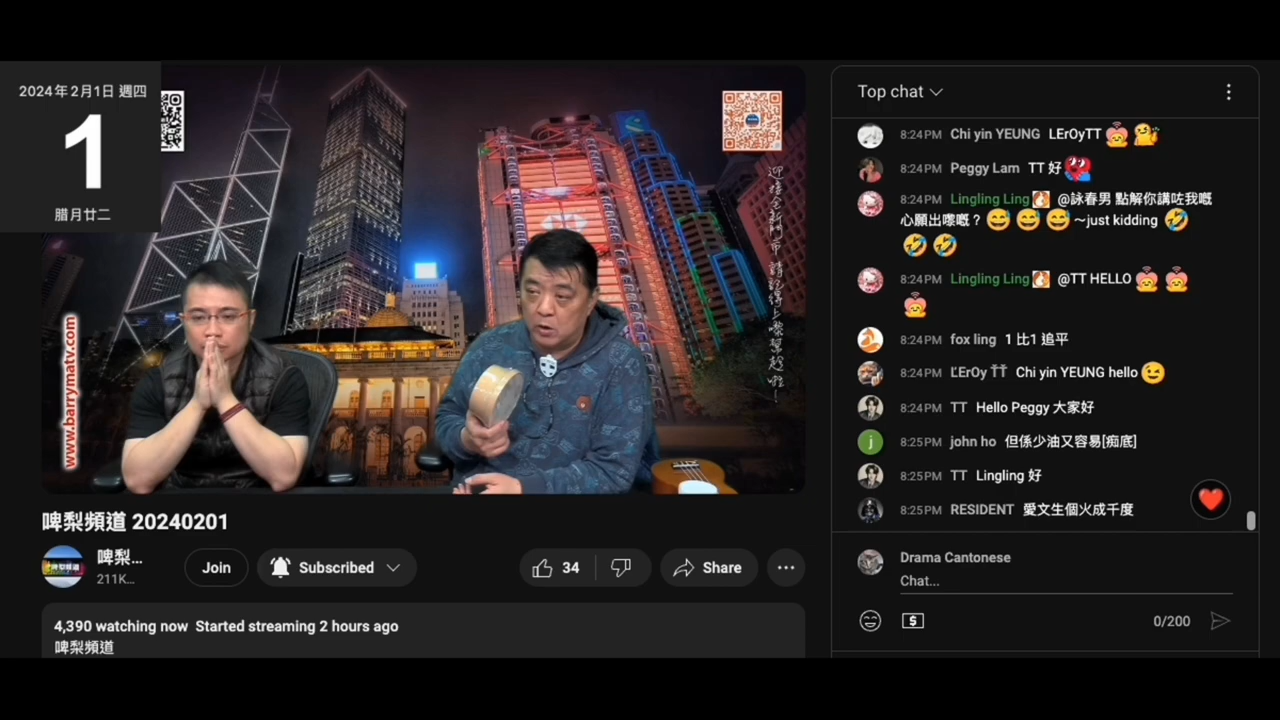 2024年2月1日 週四
1
腊月廿二
www.barrymatv.com
迎接全新門市 請記得上嚟幫趁啦!
啤梨頻道 20240201
啤梨...
211K...
Join
Subscribed
34
Share
4,390 watching now Started streaming 2 hours ago
啤梨頻道
Top chat
8:24PM Chi yin YEUNG LErOyTT
8:24PM Peggy Lam TT 好
8:24PM Lingling Ling @詠春男 點解你講咗我嘅
心願出嚟嘅？ 😅 😅 😅 ～just kidding 🤣
🤣 🤣
8:24PM Lingling Ling @TT HELLO
8:24PM fox ling 1 比1 追平
8:24PM Chi yin YEUNG hello 😉
8:24PM TT Hello Peggy 大家好
8:25PM john ho 但係少油又容易[痴底]
8:25PM TT Lingling 好
8:25PM RESIDENT 愛文生個火成千度
Drama Cantonese
Chat...
0/200